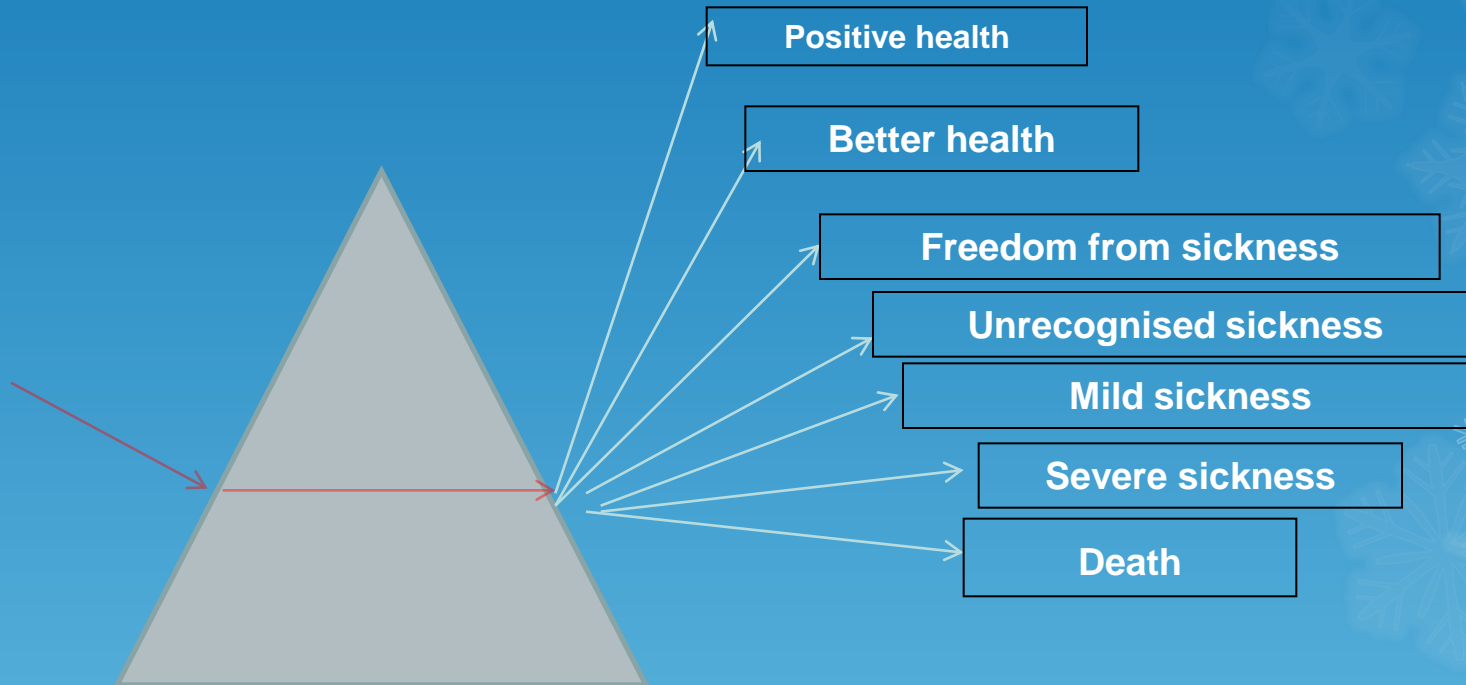 Positive health
Better health
Freedom from sickness
Unrecognised sickness
Mild sickness
Severe sickness
Death